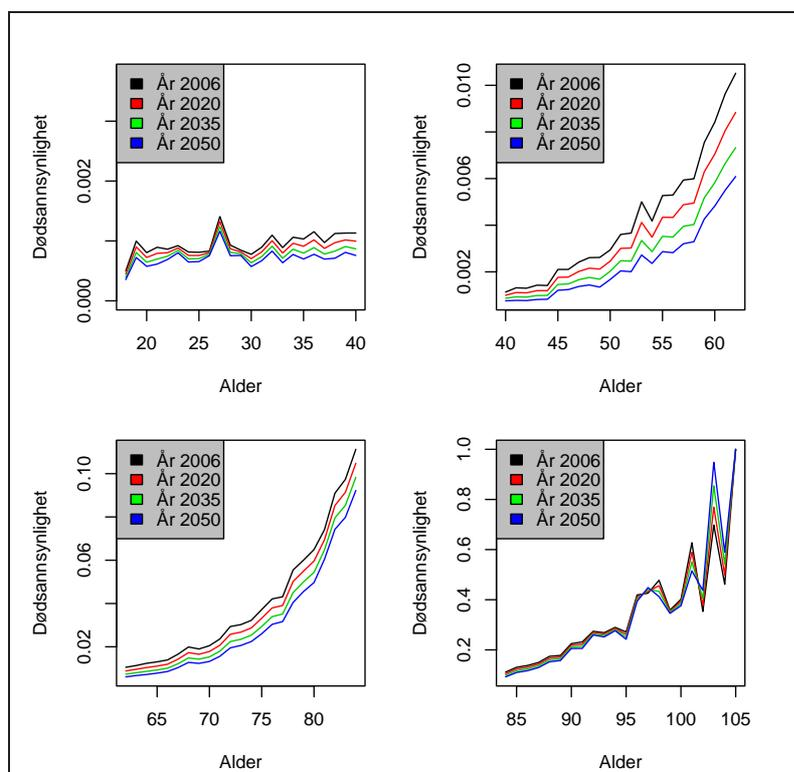 År 2006
År 2020
År 2035
År 2050
Dødsannsynlighet
0.000
0.002
20
25
30
35
40
Alder
År 2006
År 2020
År 2035
År 2050
Dødsannsynlighet
0.002
0.006
0.010
40
45
50
55
60
Alder
År 2006
År 2020
År 2035
År 2050
Dødsannsynlighet
0.02
0.06
0.10
65
70
75
80
Alder
År 2006
År 2020
År 2035
År 2050
Dødsannsynlighet
0.2
0.4
0.6
0.8
1.0
85
90
95
100
105
Alder